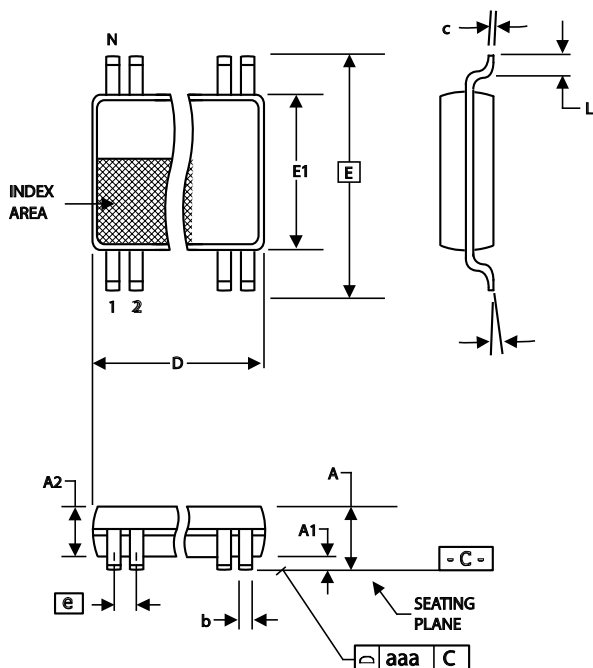 N
c
L
E1
E
INDEX
AREA
1 2
D
A2
A
A1
- C -
e
b
SEATING
PLANE
aaa C